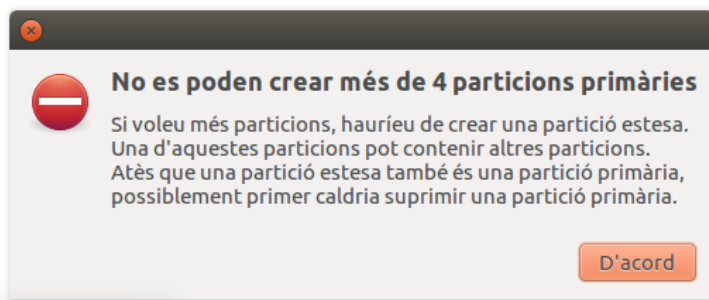 No es poden crear més de 4 particions primàries
Si voleu més particions, hauríeu de crear una partició estesa.
Una d'aquestes particions pot contenir altres particions.
Atès que una partició estesa també és una partició primària,
possiblement primer caldria suprimir una partició primària.
D'acord